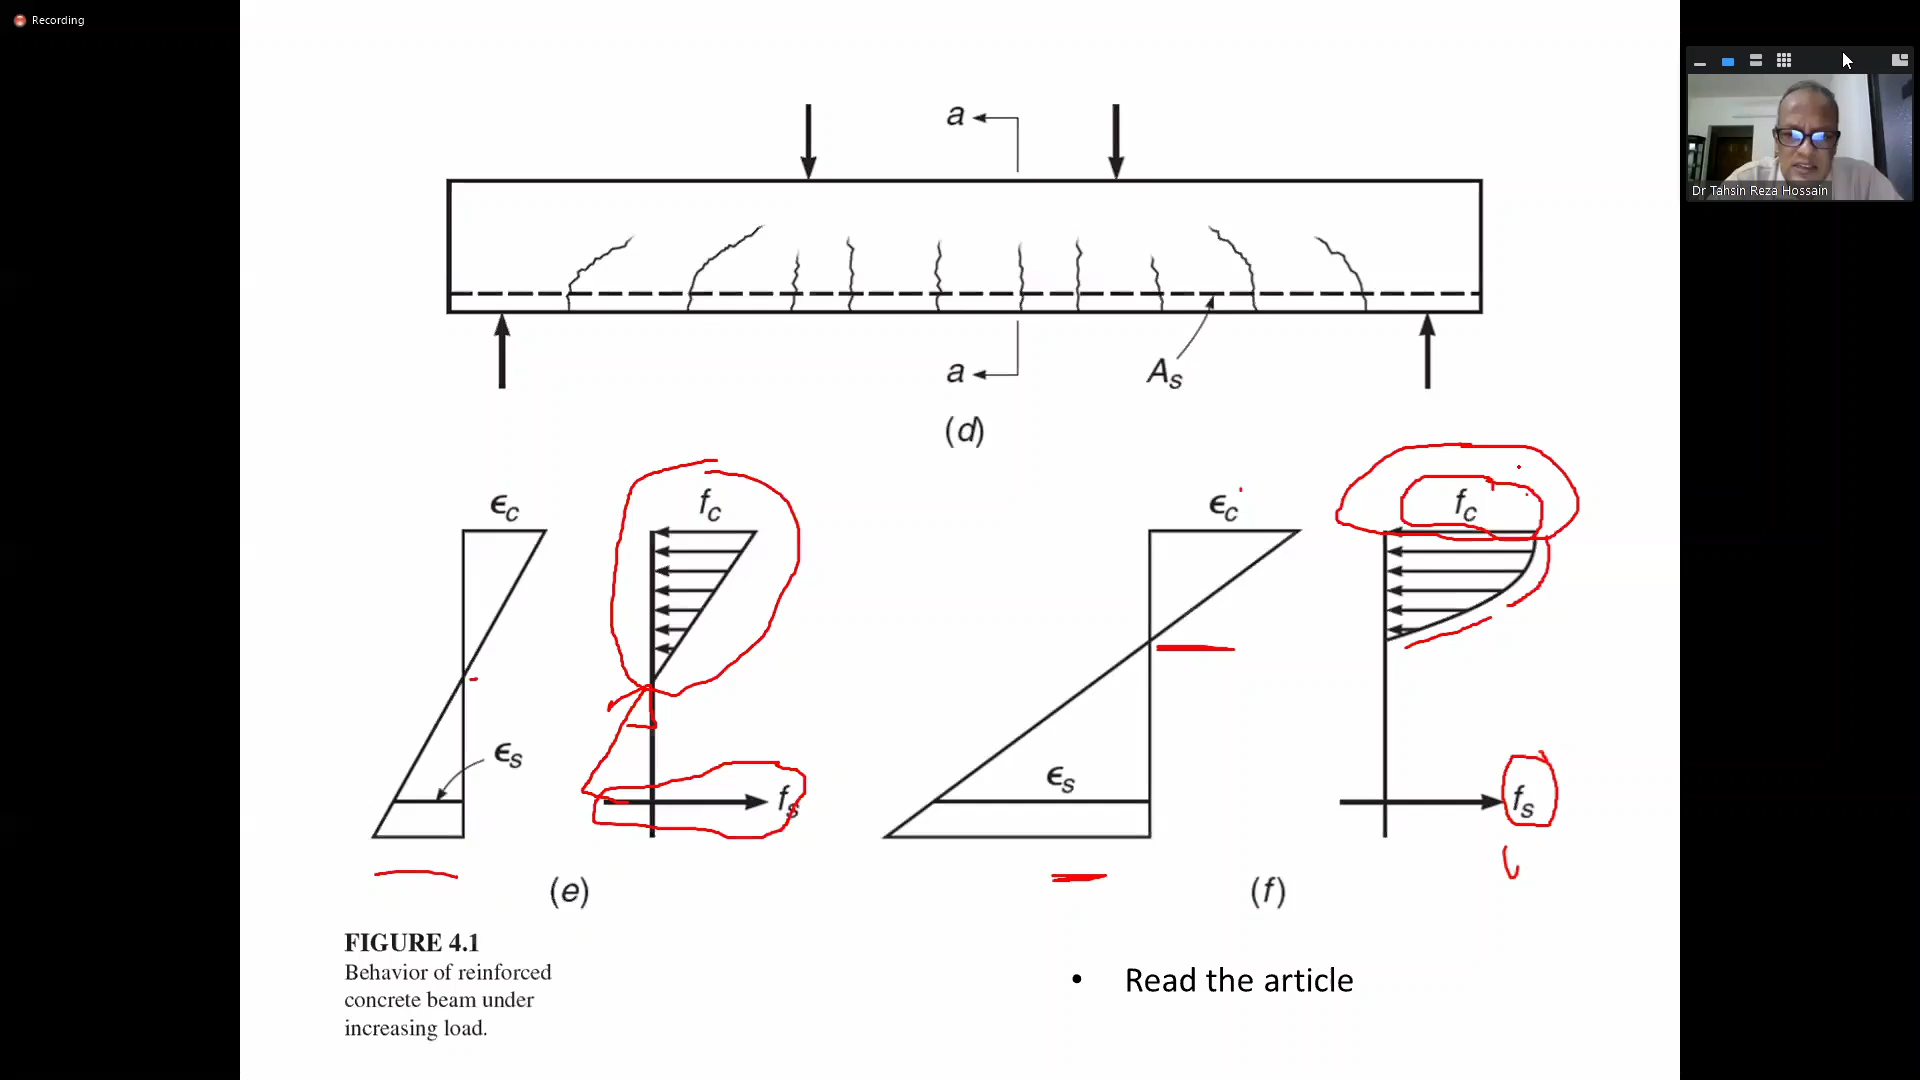 Recording
Dr Tahsin Reza Hossain
a
a
As
(d)
ϵc
fc
ϵc
fc
ϵs
fs
ϵs
fs
(e)
(f)
FIGURE 4.1
Behavior of reinforced
concrete beam under
increasing load.
• Read the article